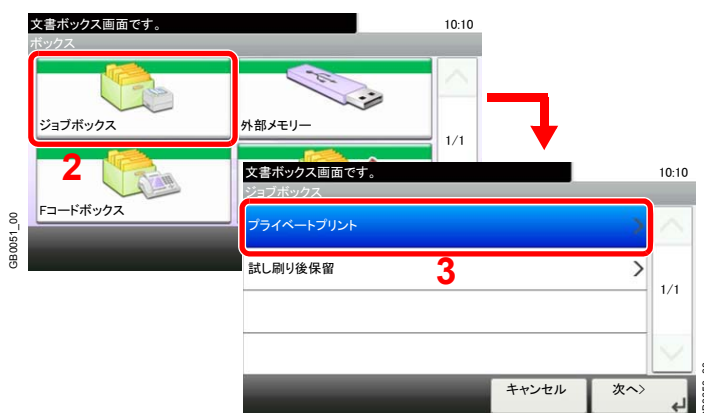 文書ボックス画面です。
10:10
ボックス
ジョブボックス
外部メモリー
1/1
2
Fコードボックス
GB0051_00
文書ボックス画面です。
10:10
ジョブボックス
プライベートプリント
試し刷り後保留
3
1/1
キャンセル
次へ>